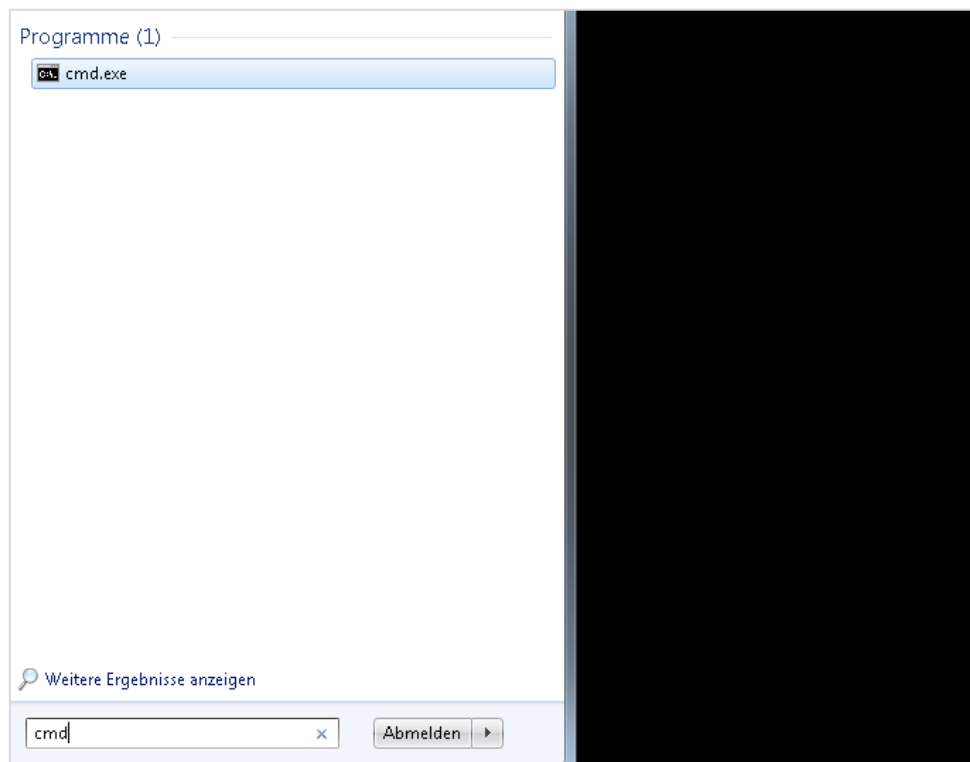 Programme (1)
cmd.exe
Weitere Ergebnisse anzeigen
cmd
Abmelden